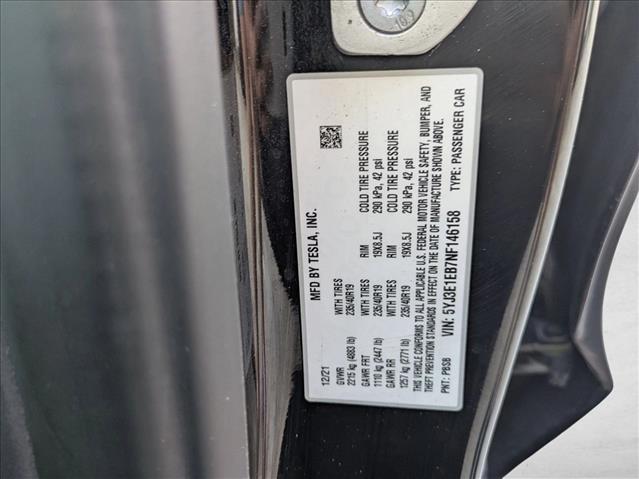 MFD BY TESLA, INC.
12/21
GVWR WITH TIRES RIM COLD TIRE PRESSURE
2215 kg (4883 lb) 235/40R19 19X8.5J 290 kPa, 42 psi
GAWR FRT WITH TIRES RIM COLD TIRE PRESSURE
1110 kg (2447 lb) 235/40R19 19X8.5J 290 kPa, 42 psi
GAWR RR WITH TIRES
1257 kg (2771 lb) 235/40R19
THIS VEHICLE CONFORMS TO ALL APPLICABLE U.S. FEDERAL MOTOR VEHICLE SAFETY, BUMPER, AND
THEFT PREVENTION STANDARDS IN EFFECT ON THE DATE OF MANUFACTURE SHOWN ABOVE.
VIN: 5YJ3E1EB7NF146158 TYPE: PASSENGER CAR
PNT: PBSB